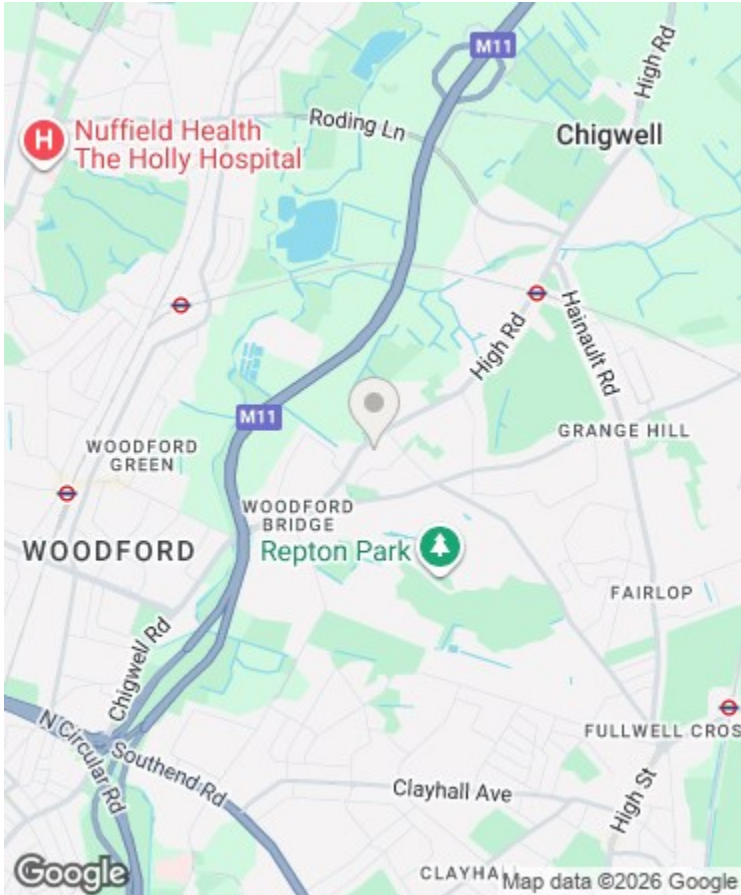 M11
High Rd
H
Nuffield Health
The Holly Hospital
Roding Ln
Chigwell
High Rd
Hainault Rd
M11
WOODFORD
GREEN
GRANGE HILL
WOODFORD
BRIDGE
WOODFORD
Repton Park
FAIRLOP
Chigwell Rd
N Circular Rd
Southend Rd
FULLWELL CROS
Clayhall Ave
High St
CLAYHA
Google
Map data ©2026 Google